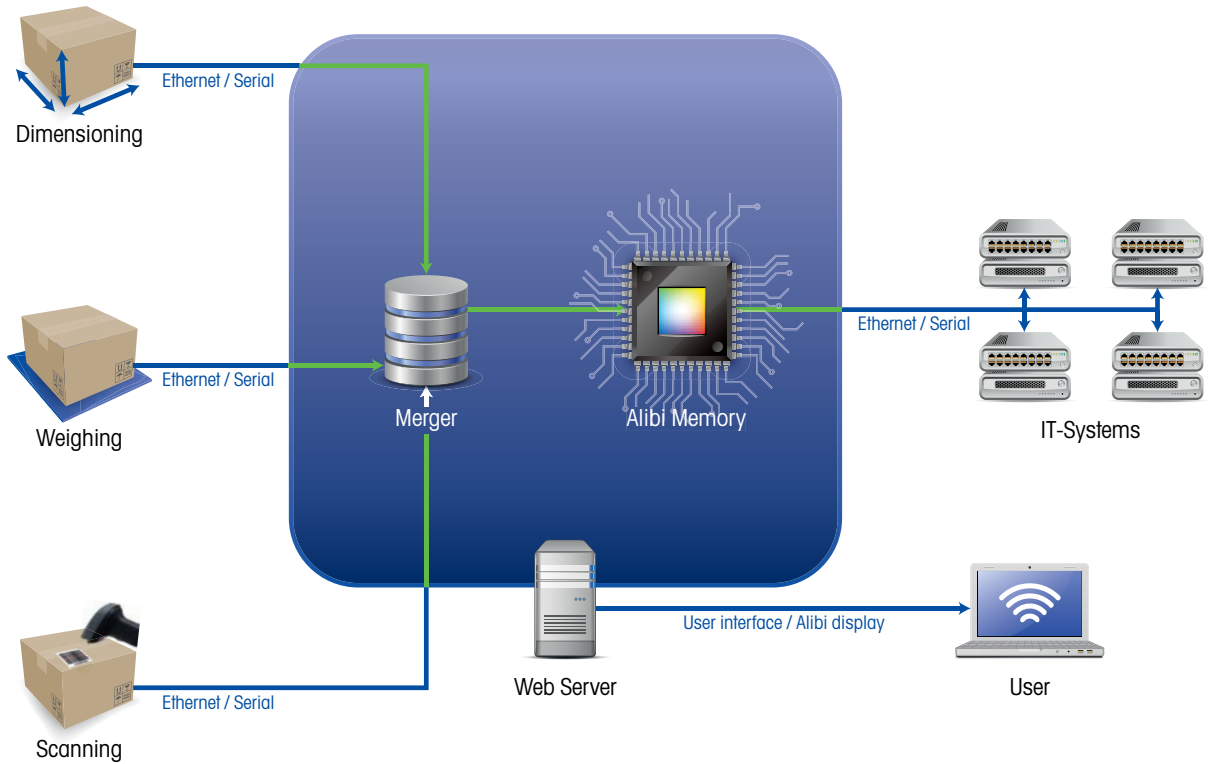 Ethernet / Serial
Dimensioning
Ethernet / Serial
Ethernet / Serial
Weighing
Merger
Alibi Memory
IT-Systems
User interface / Alibi display
Web Server
User
Ethernet / Serial
Scanning